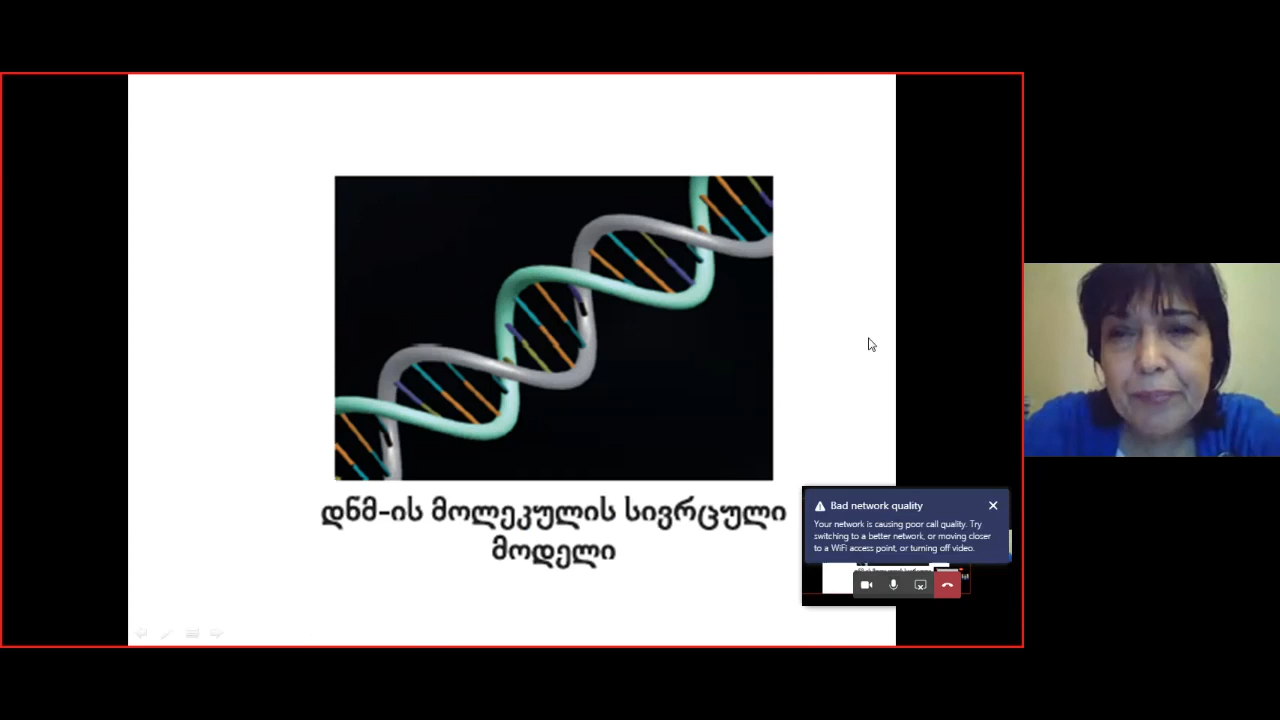 დნმ-ის მოლეკულის სივრცული
მოდელი
Bad network quality
Your network is causing poor call quality. Try
switching to a better network, or moving closer
to a WiFi access point, or turning off video.